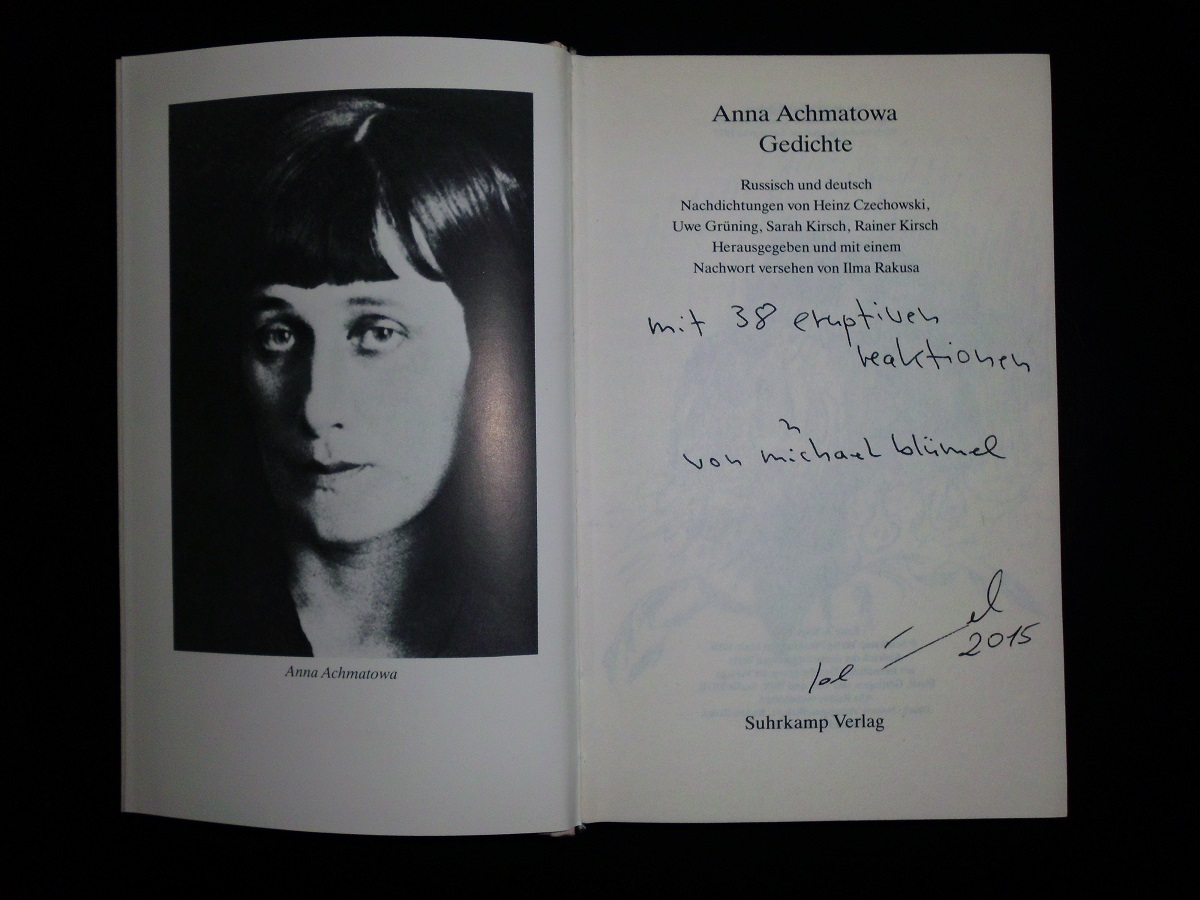 Anna Achmatowa
Anna Achmatowa
Gedichte
Russisch und deutsch
Nachdichtungen von Heinz Czechowski,
Uwe Grüning, Sarah Kirsch, Rainer Kirsch
Herausgegeben und mit einem
Nachwort versehen von Ilma Rakusa
mit 38 eruptiven
reaktionen
von michael blümel
2015
Suhrkamp Verlag